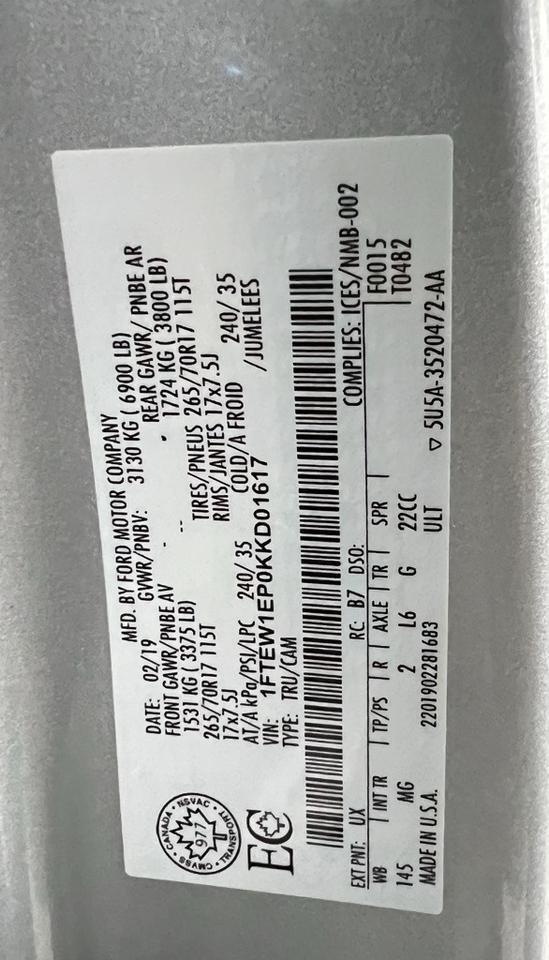 MFD. BY FORD MOTOR COMPANY
DATE: 02/19 GVWR/PNBV: 3130 KG ( 6900 LB)
FRONT GAWR/PNBE AV - REAR GAWR/ PNBE AR
1531 KG ( 3375 LB) -- 1724 KG ( 3800 LB)
265/70R17 115T TIRES/PNEUS 265/70R17 115T
17x7.5J RIMS/JANTES 17x7.5J
AT/A kPa/PSI/LPC 240/ 35 COLD/A FROID 240/ 35
VIN: 1FTEW1EP0KKD01617 /JUMELEES
TYPE: TRU/CAM
CMVSS • CANADA • NSVAC • TRANSPORT
977
EC
COMPLIES: ICES/NMB-002
EXT PNT: UX RC: B7 DSO: F0015
WB INT TR TP/PS R AXLE TR SPR T0482
145 MG 2 L6 G 22CC
MADE IN U.S.A. 2201902281683 ULT ▽ 5U5A-3520472-AA